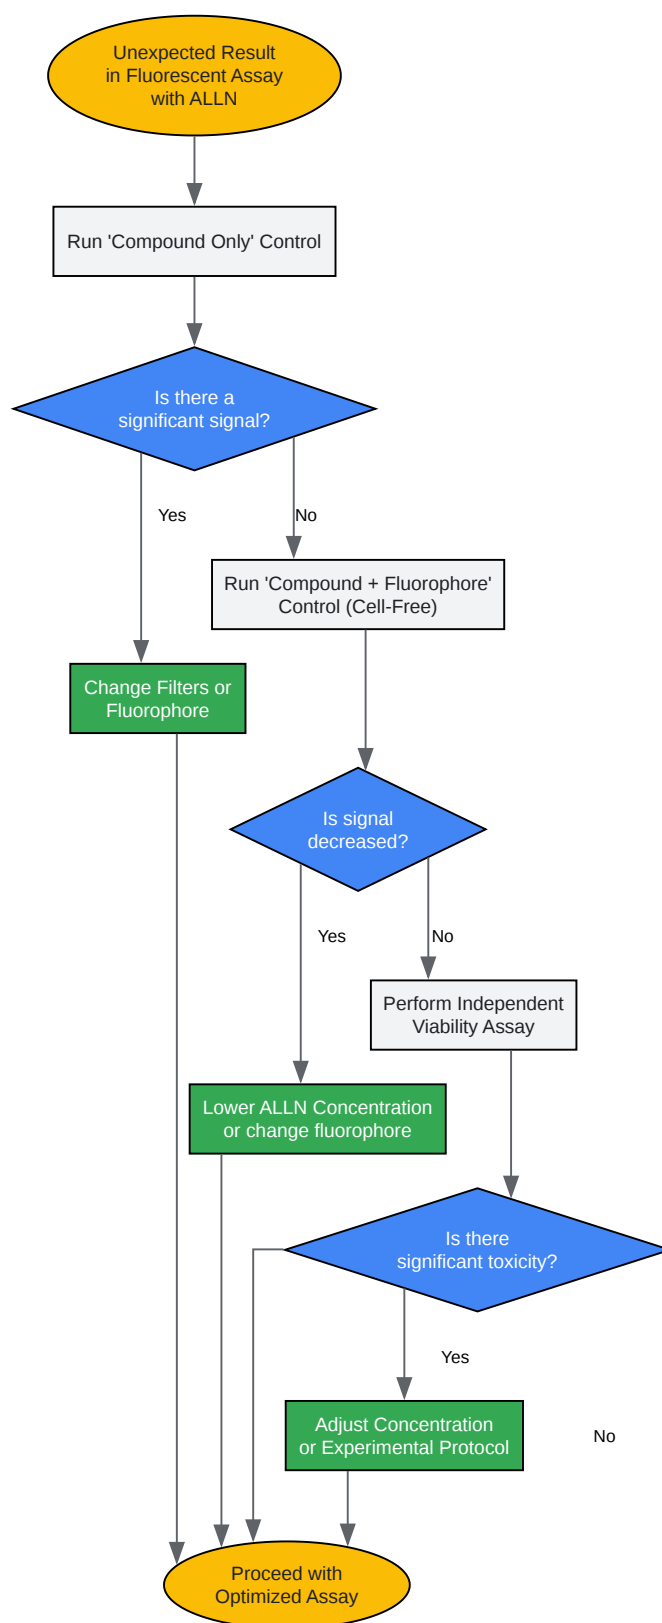 Unexpected Result
in Fluorescent Assay
with ALLN
Run 'Compound Only' Control
Is there a
significant signal?
Yes
No
Run 'Compound + Fluorophore'
Control (Cell-Free)
Change Filters or
Fluorophore
Is signal
decreased?
Yes
No
Perform Independent
Viability Assay
Lower ALLN Concentration
or change fluorophore
Is there
significant toxicity?
Yes
Adjust Concentration
or Experimental Protocol
No
Proceed with
Optimized Assay